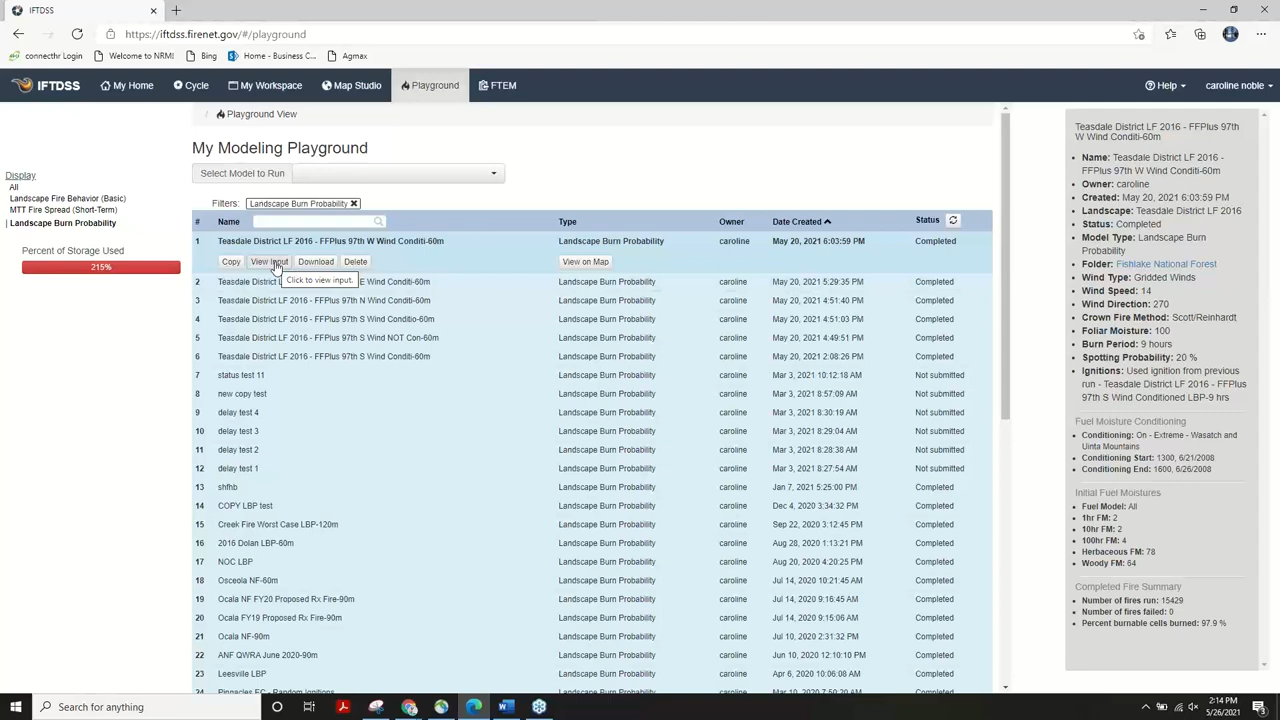 IFTDSS
https://iftdss.firenet.gov/#/playground
connecthr Login
Welcome to NRMI
Bing
Home - Business C...
Agmax
IFTDSS
My Home
Cycle
My Workspace
Map Studio
Playground
FTEM
Help
caroline noble
/ Playground View
Display
All
Landscape Fire Behavior (Basic)
MTT Fire Spread (Short-Term)
| Landscape Burn Probability
Percent of Storage Used
215%
My Modeling Playground
Select Model to Run
Filters: Landscape Burn Probability
# Name Type Owner Date Created Status
1 Teasdale District LF 2016 - FFPlus 97th W Wind Conditi-60m Landscape Burn Probability caroline May 20, 2021 6:03:59 PM Completed
Copy View Input Download Delete View on Map
Click to view input.
2 Teasdale District L E Wind Conditi-60m Landscape Burn Probability caroline May 20, 2021 5:29:35 PM Completed
3 Teasdale District LF 2016 - FFPlus 97th N Wind Conditi-60m Landscape Burn Probability caroline May 20, 2021 4:51:40 PM Completed
4 Teasdale District LF 2016 - FFPlus 97th S Wind Conditio-60m Landscape Burn Probability caroline May 20, 2021 4:51:03 PM Completed
5 Teasdale District LF 2016 - FFPlus 97th S Wind NOT Con-60m Landscape Burn Probability caroline May 20, 2021 4:49:51 PM Completed
6 Teasdale District LF 2016 - FFPlus 97th S Wind Conditi-60m Landscape Burn Probability caroline May 20, 2021 2:08:26 PM Completed
7 status test 11 Landscape Burn Probability caroline Mar 3, 2021 10:12:18 AM Not submitted
8 new copy test Landscape Burn Probability caroline Mar 3, 2021 8:57:09 AM Not submitted
9 delay test 4 Landscape Burn Probability caroline Mar 3, 2021 8:30:19 AM Not submitted
10 delay test 3 Landscape Burn Probability caroline Mar 3, 2021 8:29:04 AM Not submitted
11 delay test 2 Landscape Burn Probability caroline Mar 3, 2021 8:28:38 AM Not submitted
12 delay test 1 Landscape Burn Probability caroline Mar 3, 2021 8:27:54 AM Not submitted
13 shfhb Landscape Burn Probability caroline Jan 7, 2021 5:25:00 PM Completed
14 COPY LBP test Landscape Burn Probability caroline Dec 4, 2020 3:34:32 PM Completed
15 Creek Fire Worst Case LBP-120m Landscape Burn Probability caroline Sep 22, 2020 3:12:45 PM Completed
16 2016 Dolan LBP-60m Landscape Burn Probability caroline Aug 28, 2020 1:13:21 PM Completed
17 NOC LBP Landscape Burn Probability caroline Aug 20, 2020 4:20:25 PM Completed
18 Osceola NF-60m Landscape Burn Probability caroline Jul 14, 2020 10:21:45 AM Completed
19 Ocala NF FY20 Proposed Rx Fire-90m Landscape Burn Probability caroline Jul 14, 2020 9:16:45 AM Completed
20 Ocala FY19 Proposed Rx Fire-90m Landscape Burn Probability caroline Jul 14, 2020 9:15:06 AM Completed
21 Ocala NF-90m Landscape Burn Probability caroline Jul 10, 2020 2:31:32 PM Completed
22 ANF QWRA June 2020-90m Landscape Burn Probability caroline Jun 10, 2020 12:10:10 PM Completed
23 Leesville LBP Landscape Burn Probability caroline Apr 6, 2020 10:06:08 AM Completed
24 Pinnacles FC - Random Ignitions Landscape Burn Probability caroline Mar 10, 2020 7:50:20 AM Completed
Teasdale District LF 2016 - FFPlus 97th
W Wind Conditi-60m
Name: Teasdale District LF 2016 -
FFPlus 97th W Wind Conditi-60m
Owner: caroline
Created: May 20, 2021 6:03:59 PM
Landscape: Teasdale District LF 2016
Status: Completed
Model Type: Landscape Burn
Probability
Folder: Fishlake National Forest
Wind Type: Gridded Winds
Wind Speed: 14
Wind Direction: 270
Crown Fire Method: Scott/Reinhardt
Foliar Moisture: 100
Burn Period: 9 hours
Spotting Probability: 20 %
Ignitions: Used ignition from previous
run - Teasdale District LF 2016 - FFPlus
97th S Wind Conditioned LBP-9 hrs
Fuel Moisture Conditioning
Conditioning: On - Extreme - Wasatch and
Uinta Mountains
Conditioning Start: 1300, 6/21/2008
Conditioning End: 1600, 6/26/2008
Initial Fuel Moistures
Fuel Model: All
1hr FM: 2
10hr FM: 2
100hr FM: 4
Herbaceous FM: 78
Woody FM: 64
Completed Fire Summary
Number of fires run: 15429
Number of fires failed: 0
Percent burnable cells burned: 97.9 %
Search for anything
2:14 PM
5/26/2021